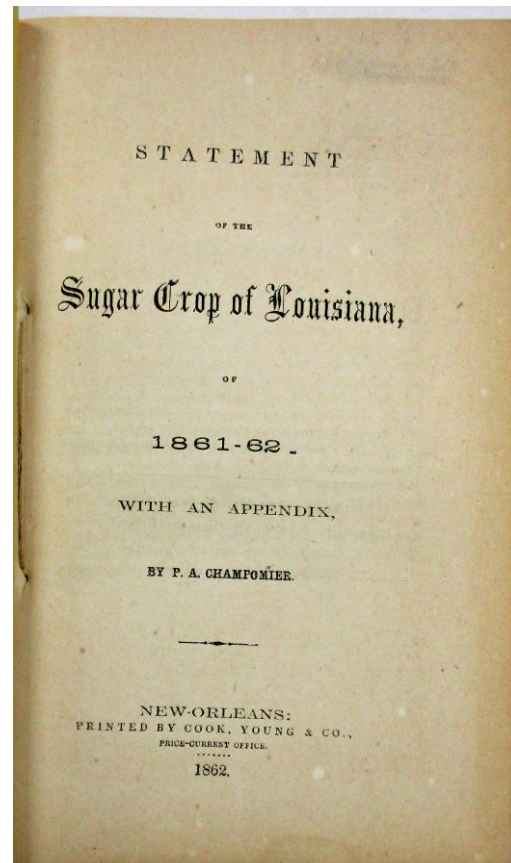 STATEMENT
OF THE
Sugar Crop of Louisiana,
OF
1861-62.
WITH AN APPENDIX,
BY P. A. CHAMPOMIER.
NEW-ORLEANS:
PRINTED BY COOK, YOUNG & CO.,
PRICE-CURRENT OFFICE.
.......
1862.